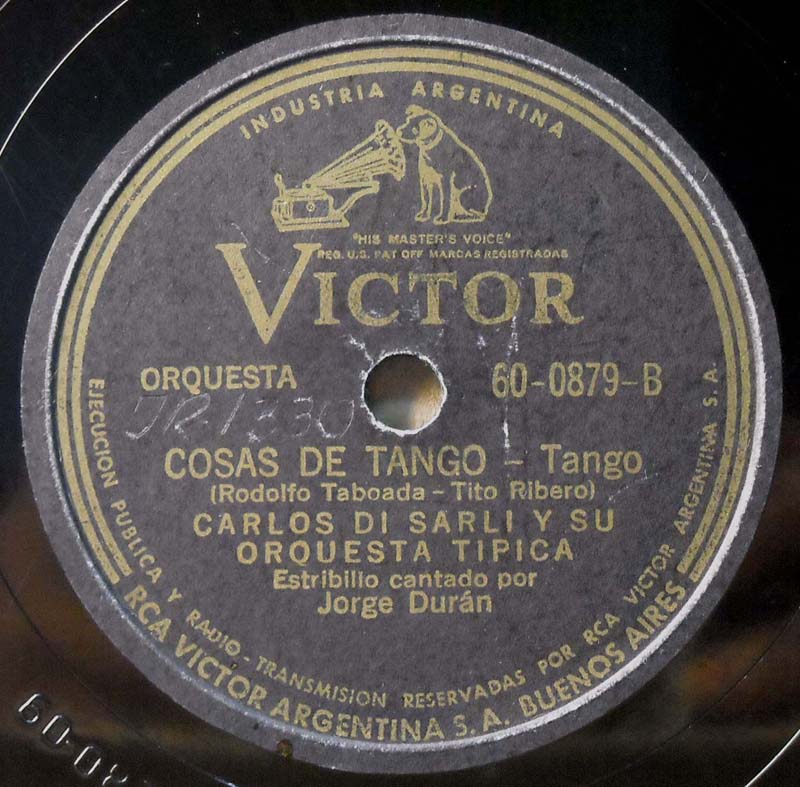 INDUSTRIA ARGENTINA
"HIS MASTER'S VOICE"
REG. U.S. PAT OFF MARCAS REGISTRADAS
VICTOR
ORQUESTA
60-0879-B
JR.1330
COSAS DE TANGO - Tango
(Rodolfo Taboada - Tito Ribero)
CARLOS DI SARLI Y SU
ORQUESTA TIPICA
Estribillo cantado por
Jorge Durán
EJECUCION PUBLICA Y RADIO-TRANSMISION RESERVADAS POR RCA VICTOR ARGENTINA S. A.
RCA VICTOR ARGENTINA S. A. BUENOS AIRES